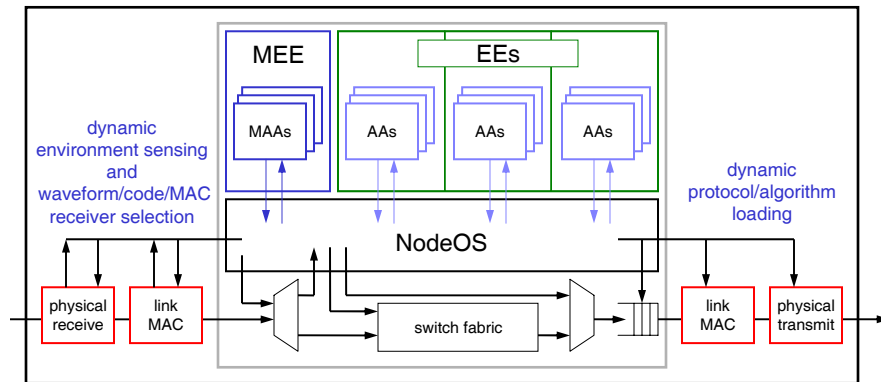 MEE
EEs
MAAs
AAs
AAs
AAs
dynamic
environment sensing
and
waveform/code/MAC
receiver selection
dynamic
protocol/algorithm
loading
NodeOS
physical
receive
link
MAC
switch fabric
link
MAC
physical
transmit